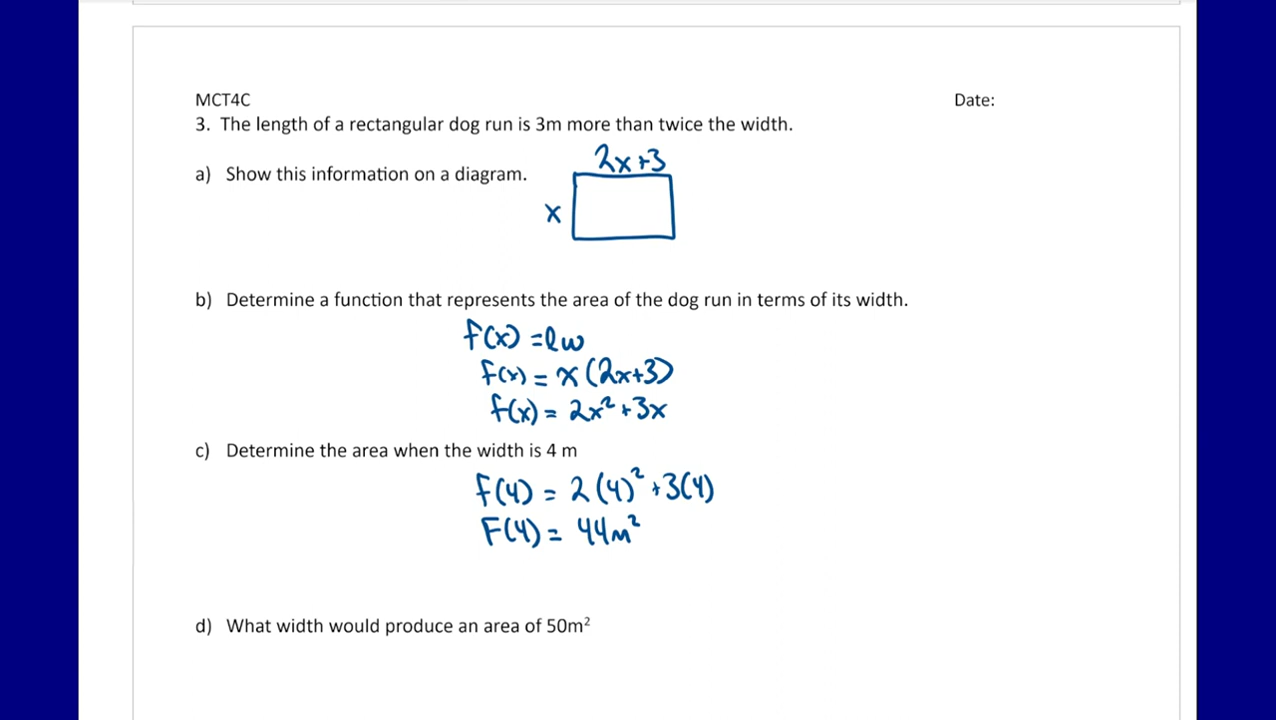 MCT4C Date:
3. The length of a rectangular dog run is 3m more than twice the width.
2x+3
a) Show this information on a diagram.
x
b) Determine a function that represents the area of the dog run in terms of its width.
f(x) = lw
f(x) = x(2x+3)
f(x) = 2x²+3x
c) Determine the area when the width is 4 m
f(4) = 2(4)²+3(4)
F(4) = 44m²
d) What width would produce an area of 50m²